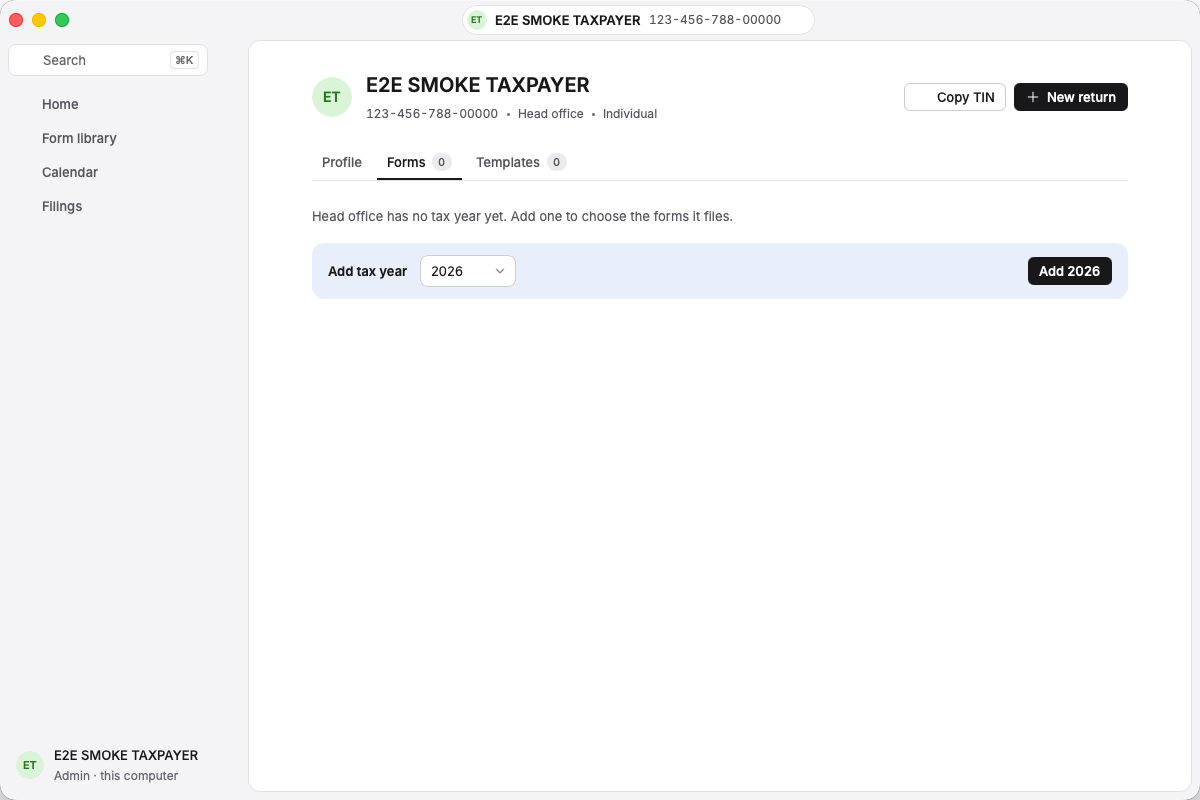 ET E2E SMOKE TAXPAYER 123-456-788-00000
Search ⌘K
Home
Form library
Calendar
Filings
ET
E2E SMOKE TAXPAYER
123-456-788-00000 • Head office • Individual
Copy TIN
+ New return
Profile Forms 0 Templates 0
Head office has no tax year yet. Add one to choose the forms it files.
Add tax year 2026 Add 2026
ET
E2E SMOKE TAXPAYER
Admin · this computer